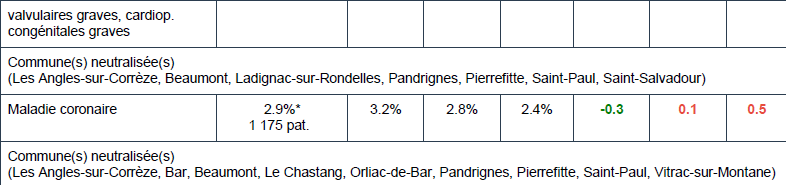 valvulaires graves, cardiop.
congénitales graves
Commune(s) neutralisée(s)
(Les Angles-sur-Corrèze, Beaumont, Ladignac-sur-Rondelles, Pandrignes, Pierrefitte, Saint-Paul, Saint-Salvadour)
Maladie coronaire 2.9%* 3.2% 2.8% 2.4% -0.3 0.1 0.5
1 175 pat.
Commune(s) neutralisée(s)
(Les Angles-sur-Corrèze, Bar, Beaumont, Le Chastang, Orliac-de-Bar, Pandrignes, Pierrefitte, Saint-Paul, Vitrac-sur-Montane)